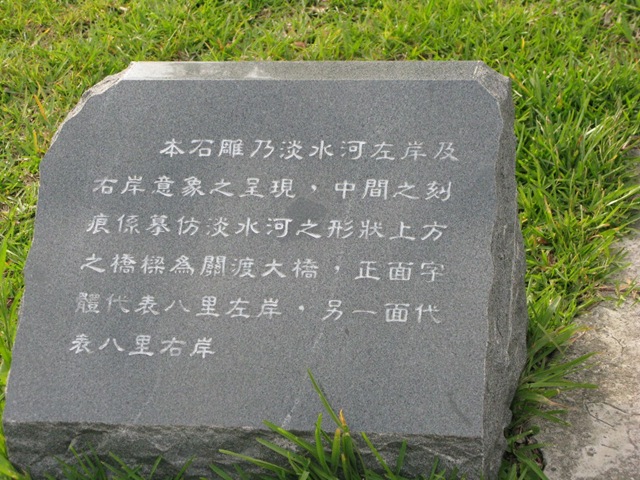 本石雕乃淡水河左岸及
右岸意象之呈現，中間之刻
痕係摹仿淡水河之形狀上方
之橋樑為關渡大橋，正面字
體代表八里左岸，另一面代
表八里右岸